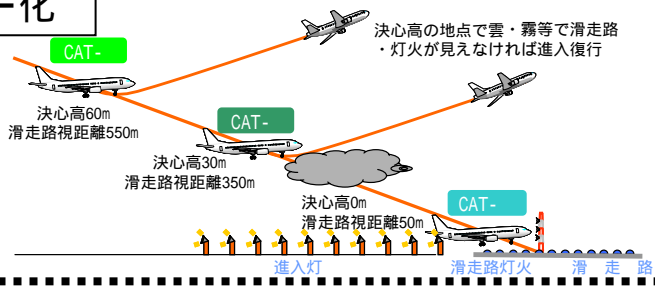 化
CAT-
決心高の地点で雲・霧等で滑走路
・灯火が見えなければ進入復行
決心高60m
滑走路視距離550m
CAT-
決心高30m
滑走路視距離350m
決心高0m
滑走路視距離50m
CAT-
進入灯
滑走路灯火
滑走路